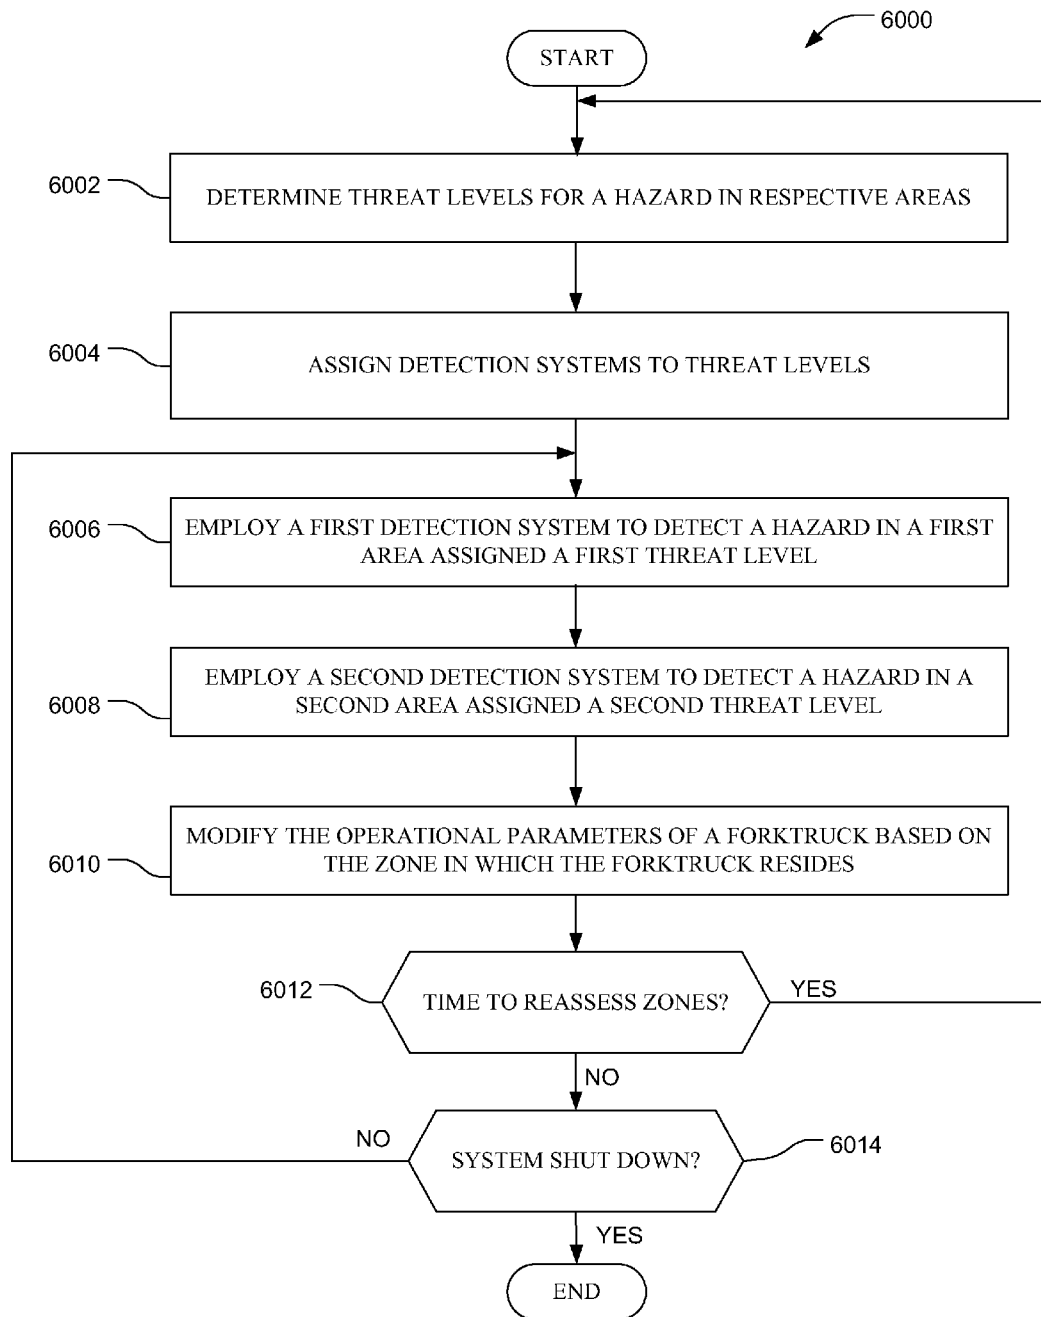 6000
START
6002
DETERMINE THREAT LEVELS FOR A HAZARD IN RESPECTIVE AREAS
6004
ASSIGN DETECTION SYSTEMS TO THREAT LEVELS
6006
EMPLOY A FIRST DETECTION SYSTEM TO DETECT A HAZARD IN A FIRST
AREA ASSIGNED A FIRST THREAT LEVEL
6008
EMPLOY A SECOND DETECTION SYSTEM TO DETECT A HAZARD IN A
SECOND AREA ASSIGNED A SECOND THREAT LEVEL
6010
MODIFY THE OPERATIONAL PARAMETERS OF A FORKTRUCK BASED ON
THE ZONE IN WHICH THE FORKTRUCK RESIDES
6012
TIME TO REASSESS ZONES?
YES
NO
NO
SYSTEM SHUT DOWN?
6014
YES
END